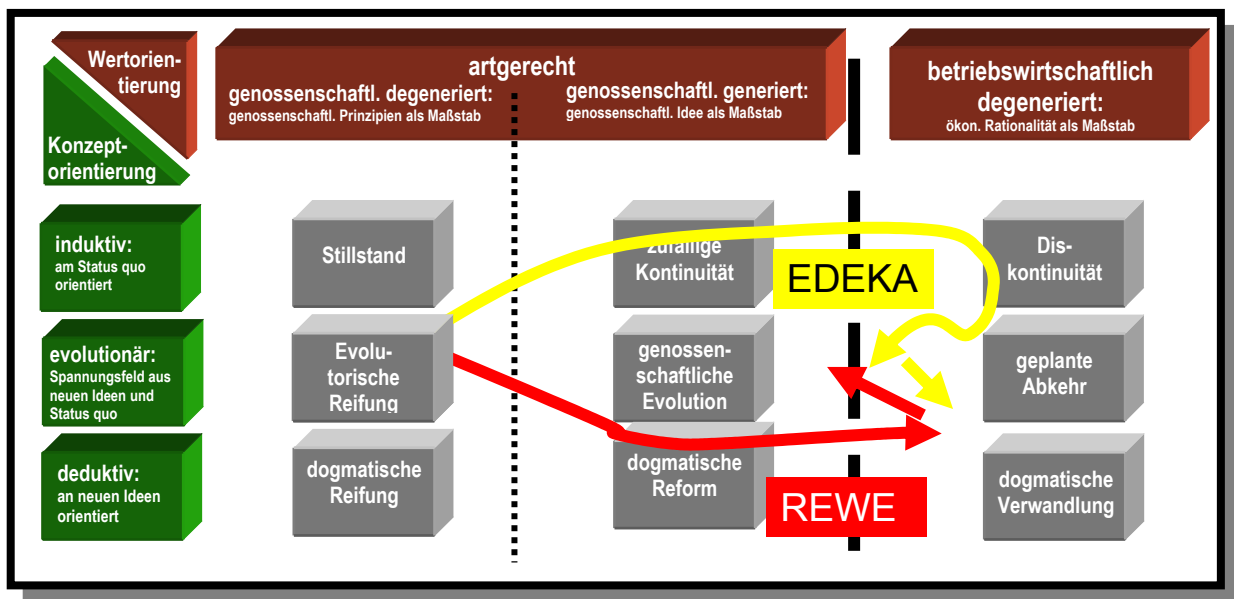 Wertorien-
tierung
Konzept-
orientierung
artgerecht
genossenschaftl. degeneriert:
genossenschaftl. Prinzipien als Maßstab
genossenschaftl. generiert:
genossenschaftl. Idee als Maßstab
betriebswirtschaftlich
degeneriert:
ökon. Rationalität als Maßstab
induktiv:
am Status quo
orientiert
Stillstand
zufällige
Kontinuität
EDEKA
Dis-
kontinuität
evolutionär:
Spannungsfeld aus
neuen Ideen und
Status quo
Evolu-
torische
Reifung
genossen-
schaftliche
Evolution
geplante
Abkehr
deduktiv:
an neuen Ideen
orientiert
dogmatische
Reifung
dogmatische
Reform
REWE
dogmatische
Verwandlung